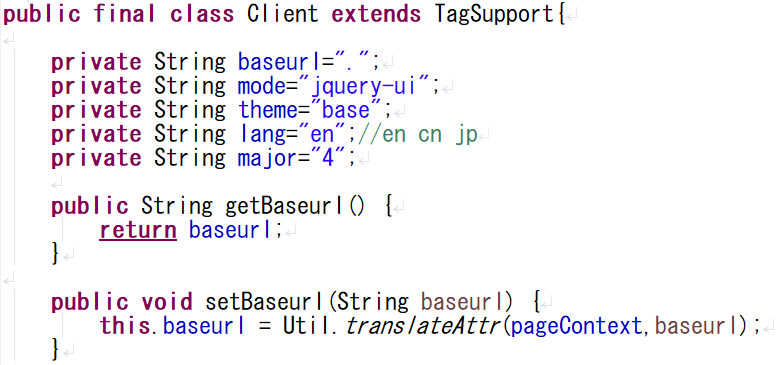 public final class Client extends TagSupport{
private String baseurl=".";
private String mode="jquery-ui";
private String theme="base";
private String lang="en";//en cn jp
private String major="4";
public String getBaseurl() {
return baseurl;
}
public void setBaseurl(String baseurl) {
this.baseurl = Util.translateAttr(pageContext,baseurl);
}